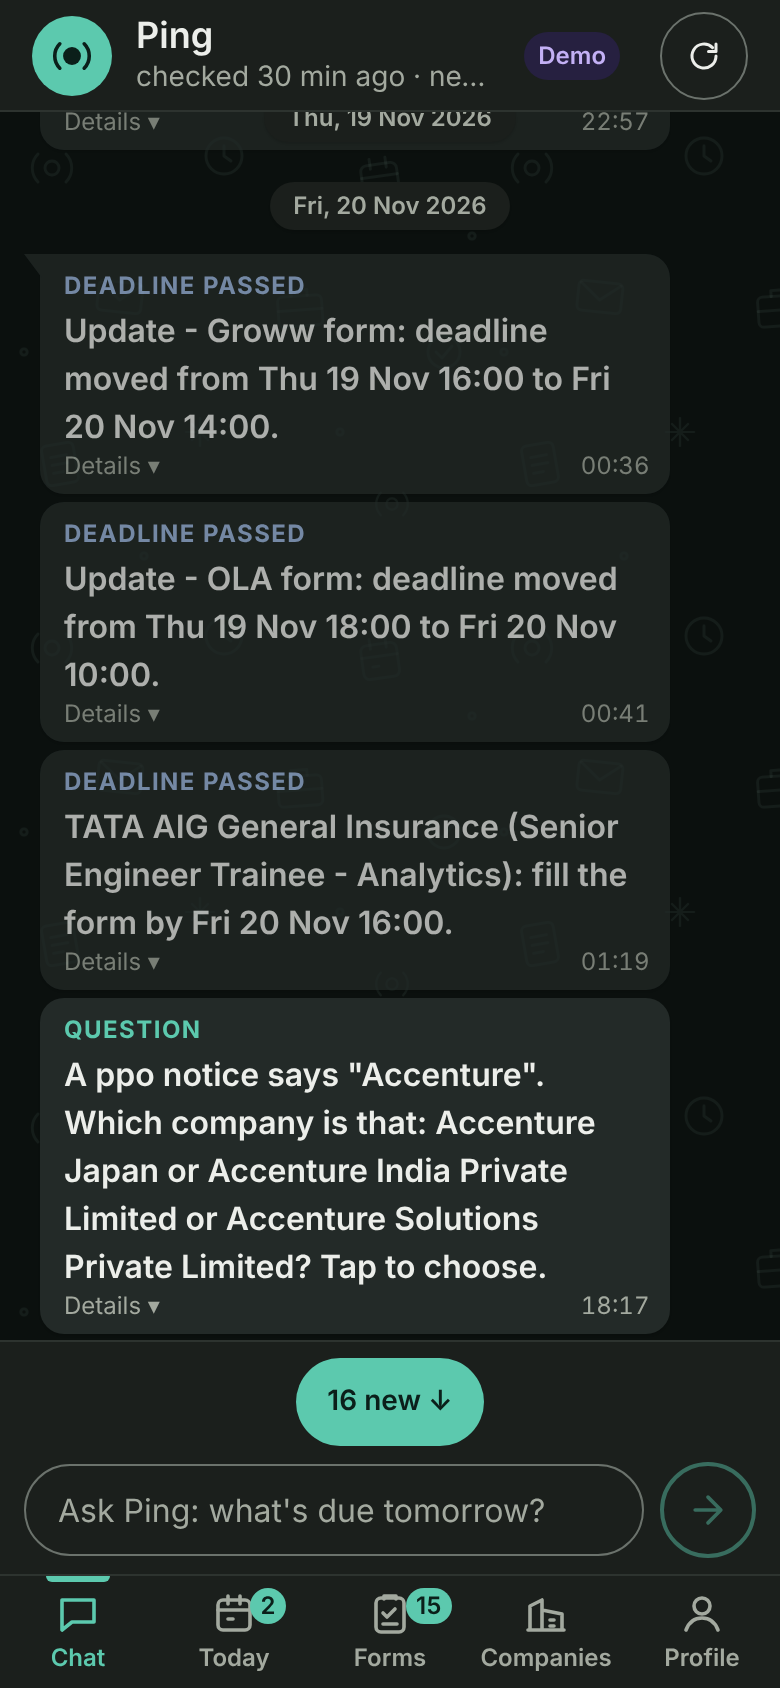 Ping
checked 30 min ago · ne...
Demo
Thu, 19 Nov 2026
Details ▾ 22:57
Fri, 20 Nov 2026
DEADLINE PASSED
Update - Groww form: deadline
moved from Thu 19 Nov 16:00 to Fri
20 Nov 14:00.
Details ▾ 00:36
DEADLINE PASSED
Update - OLA form: deadline moved
from Thu 19 Nov 18:00 to Fri 20 Nov
10:00.
Details ▾ 00:41
DEADLINE PASSED
TATA AIG General Insurance (Senior
Engineer Trainee - Analytics): fill the
form by Fri 20 Nov 16:00.
Details ▾ 01:19
QUESTION
A ppo notice says "Accenture".
Which company is that: Accenture
Japan or Accenture India Private
Limited or Accenture Solutions
Private Limited? Tap to choose.
Details ▾ 18:17
16 new ↓
Ask Ping: what's due tomorrow?
2
15
Chat Today Forms Companies Profile